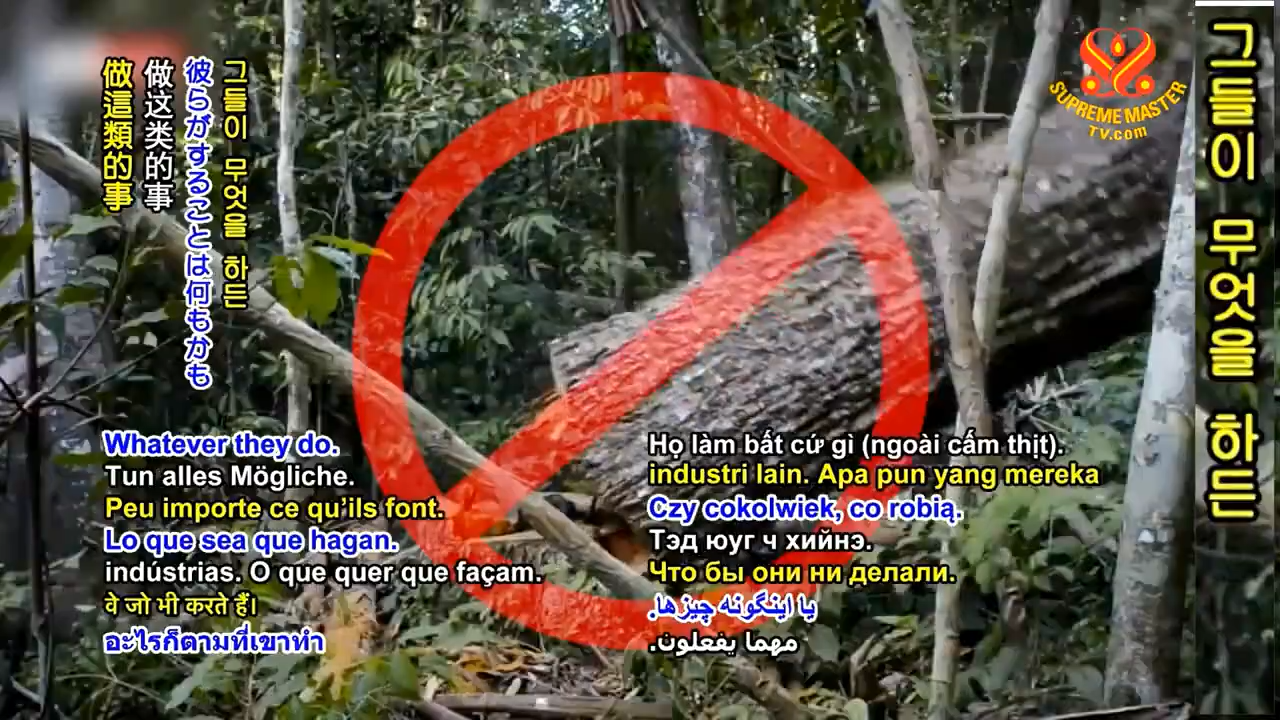 做這類的事
做这类的事
彼らがすることは何もかも
그들이 무엇을 하든
SUPREME MASTER
TV.com
그들이 무엇을 하든
Whatever they do.
Tun alles Mögliche.
Peu importe ce qu’ils font.
Lo que sea que hagan.
indústrias. O que quer que façam.
वे जो भी करते हैं।
อะไรก็ตามที่เขาทำ
Họ làm bất cứ gì (ngoài cấm thịt).
industri lain. Apa pun yang mereka
Czy cokolwiek, co robią.
Тэд юуг ч хийнэ.
Что бы они ни делали.
یا اینگونه چیزها.
مهما يفعلون.